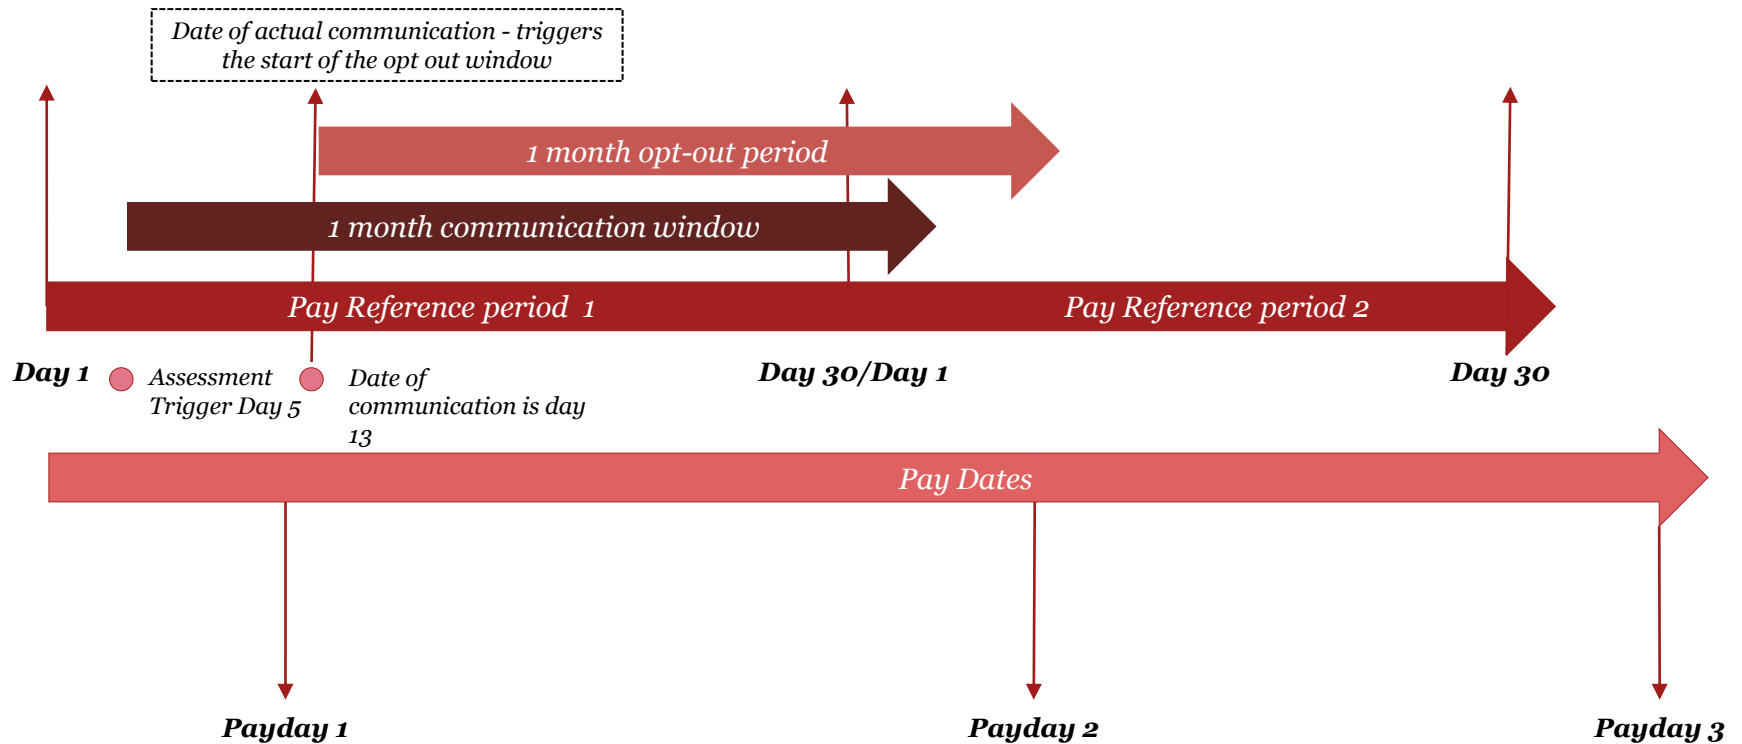 Date of actual communication - triggers
the start of the opt out window
1 month opt-out period
1 month communication window
Pay Reference period  1
Pay Reference period 2
Day 1
Assessment
Trigger Day 5
Date of
communication is day
13
Day 30/Day 1
Day 30
Pay Dates
Payday 1
Payday 2
Payday 3